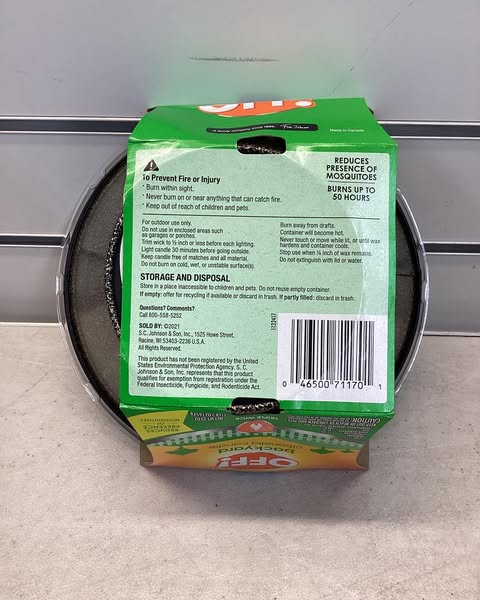 OFF!
Made in Canada
To Prevent Fire or Injury
• Burn within sight.
• Never burn on or near anything that can catch fire.
• Keep out of reach of children and pets.
REDUCES
PRESENCE OF
MOSQUITOES
BURNS UP TO
50 HOURS
For outdoor use only.
Do not use in enclosed areas such
as garages or porches.
Trim wick to ½ inch or less before each lighting.
Light candle 30 minutes before going outside.
Keep candle free of matches and all material.
Do not burn on cold, wet, or unstable surface(s).
Burn away from drafts.
Container will become hot.
Never touch or move while lit, or until wax
hardens and container cools.
Stop use when ¼ inch of wax remains.
Do not extinguish with lid or water.
STORAGE AND DISPOSAL
Store in a place inaccessible to children and pets. Do not reuse empty container.
If empty: offer for recycling if available or discard in trash. If partly filled: discard in trash.
Questions? Comments?
Call 800-558-5252
SOLD BY: ©2021
S.C. Johnson & Son, Inc., 1525 Howe Street,
Racine, WI 53403-2236 U.S.A.
All Rights Reserved.
This product has not been registered by the United
States Environmental Protection Agency. S. C.
Johnson & Son, Inc. represents that this product
qualifies for exemption from registration under the
Federal Insecticide, Fungicide, and Rodenticide Act.
1133417
0 46500 71170 1
OFF!
backyard
citronella candle
TRIPLE WICK
REDUCES
PRESENCE
OF
MOSQUITOES